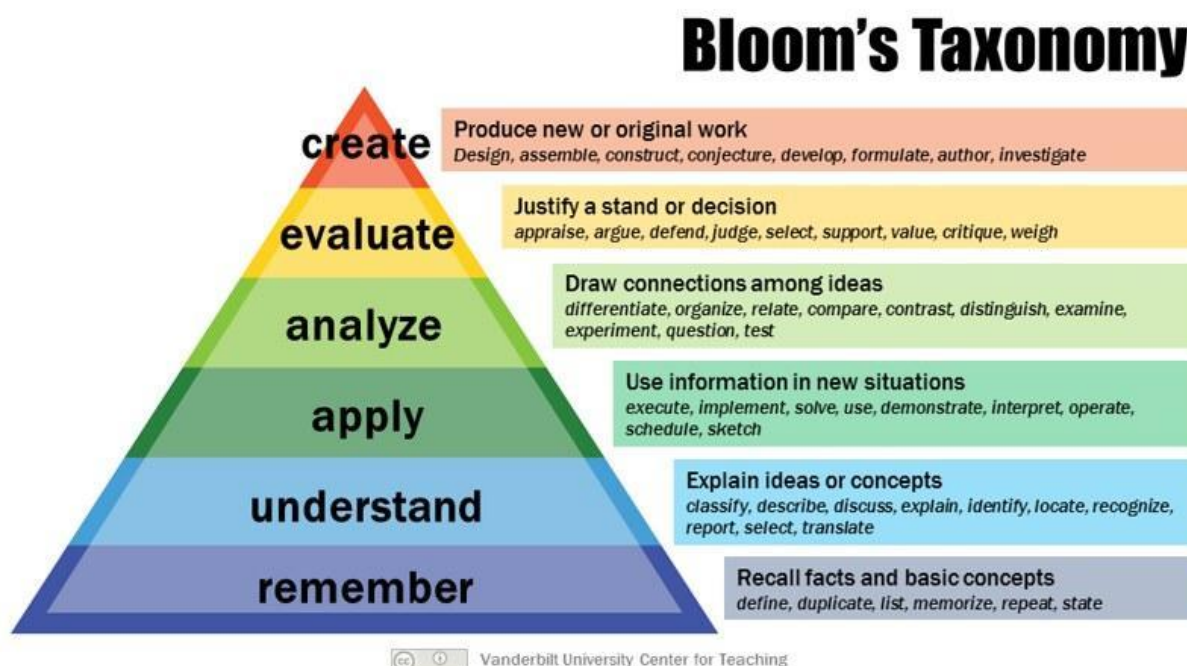 Bloom's Taxonomy
create
Produce new or original work
Design, assemble, construct, conjecture, develop, formulate, author, investigate
evaluate
Justify a stand or decision
appraise, argue, defend, judge, select, support, value, critique, weigh
analyze
Draw connections among ideas
differentiate, organize, relate, compare, contrast, distinguish, examine,
experiment, question, test
apply
Use information in new situations
execute, implement, solve, use, demonstrate, interpret, operate,
schedule, sketch
understand
Explain ideas or concepts
classify, describe, discuss, explain, identify, locate, recognize,
report, select, translate
remember
Recall facts and basic concepts
define, duplicate, list, memorize, repeat, state
cc
Vanderbilt University Center for Teaching